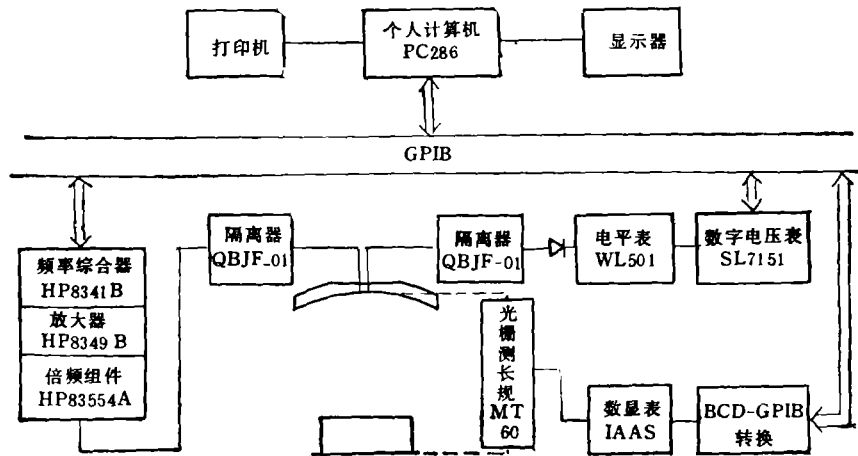 打印机
个人计算机
PC286
显示器
GPIB
频率综合器
HP8341B
放大器
HP8349 B
倍频组件
HP83554A
隔离器
QBJF-01
隔离器
QBJF-01
电平表
WL501
数字电压表
SL7151
光栅测长规
MT
60
数显表
IAAS
BCD-GPIB
转换